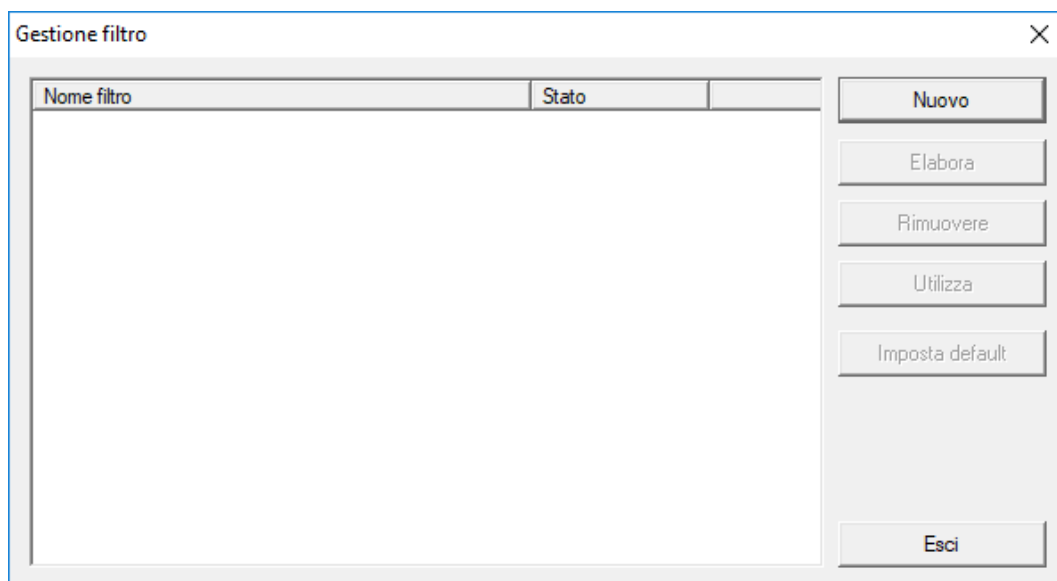 Gestione filtro
Nome filtro Stato
Nuovo
Elabora
Rimuovere
Utilizza
Imposta default
Esci